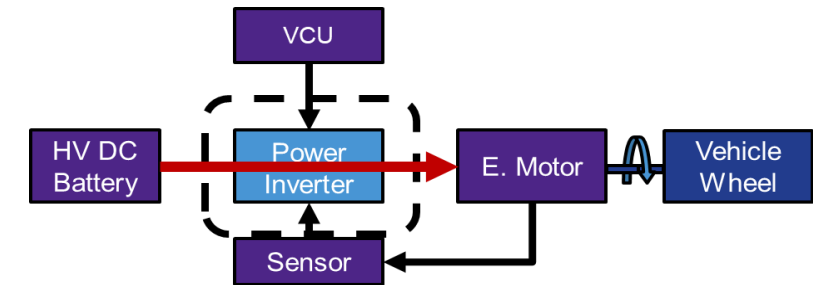 VCU
HV DC
Battery
Power
Inverter
E. Motor
Vehicle
Wheel
Sensor